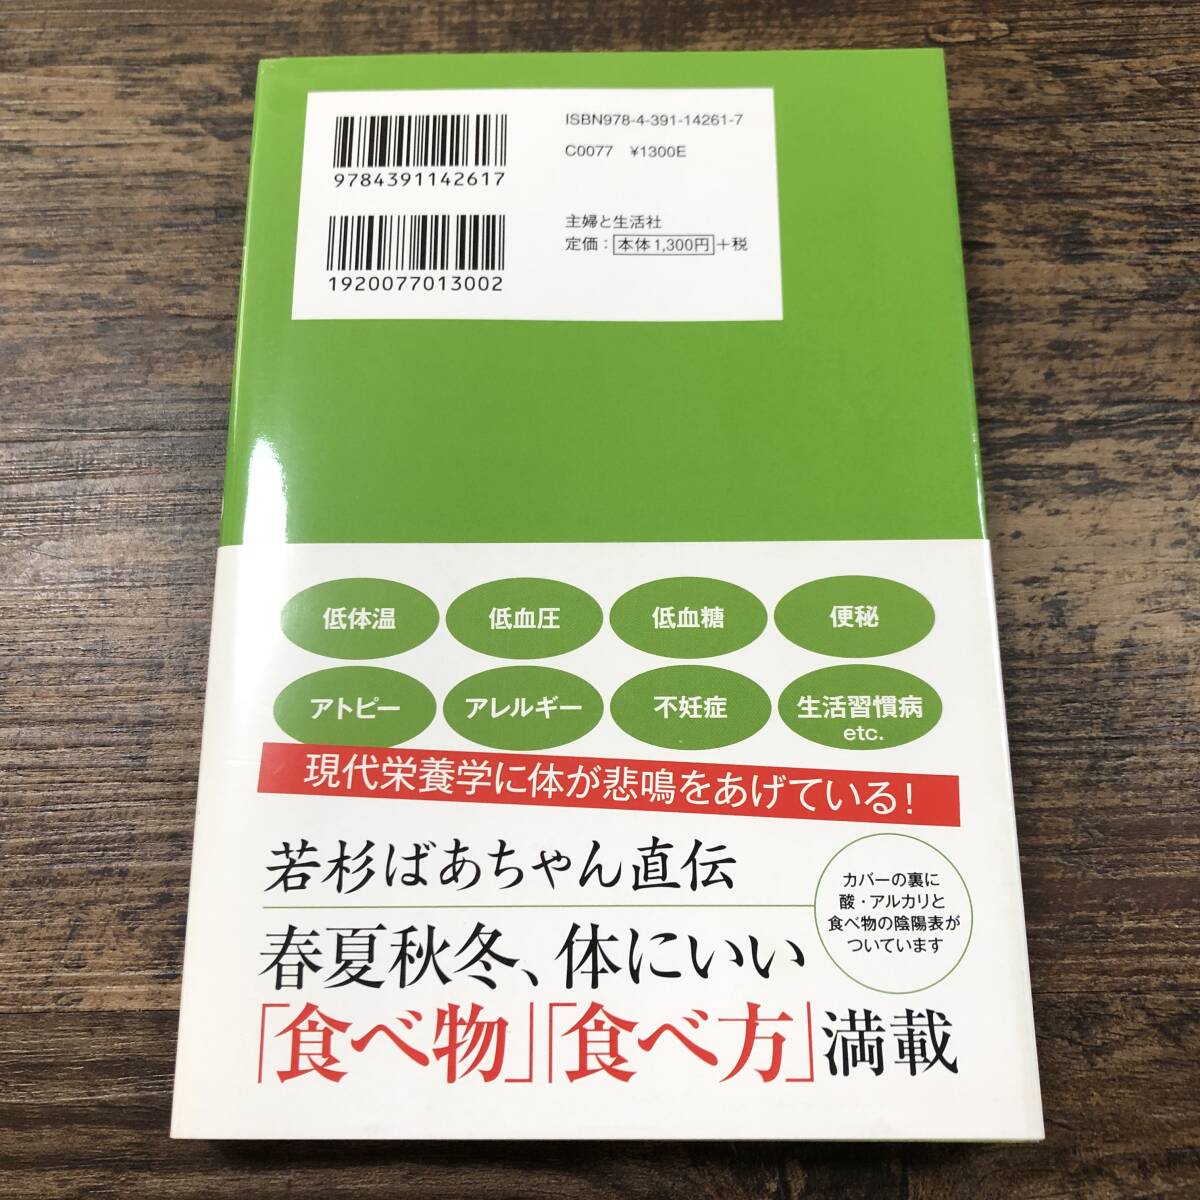 9784391142617
1920077013002
ISBN978-4-391-14261-7
C0077 ¥1300E
主婦と生活社
定価：本体1,300円＋税
低体温 低血圧 低血糖 便秘
アトピー アレルギー 不妊症 生活習慣病
etc.
現代栄養学に体が悲鳴をあげている！
若杉ばあちゃん直伝
春夏秋冬、体にいい
「食べ物」「食べ方」満載
カバーの裏に
酸・アルカリと
食べ物の陰陽表が
ついています